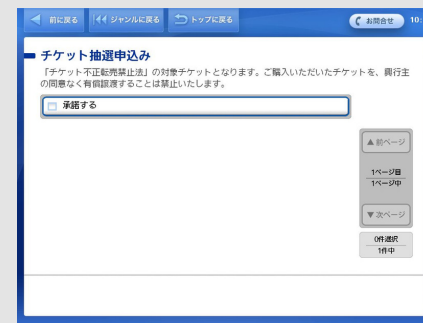 前に戻る
ジャンルに戻る
トップに戻る
お問合せ
10:
チケット抽選申込み
「チケット不正転売禁止法」の対象チケットとなります。ご購入いただいたチケットを、興行主
の同意なく有償譲渡することは禁止いたします。
承諾する
▲前ページ
1ページ目
1ページ中
▼次ページ
0件選択
1件中